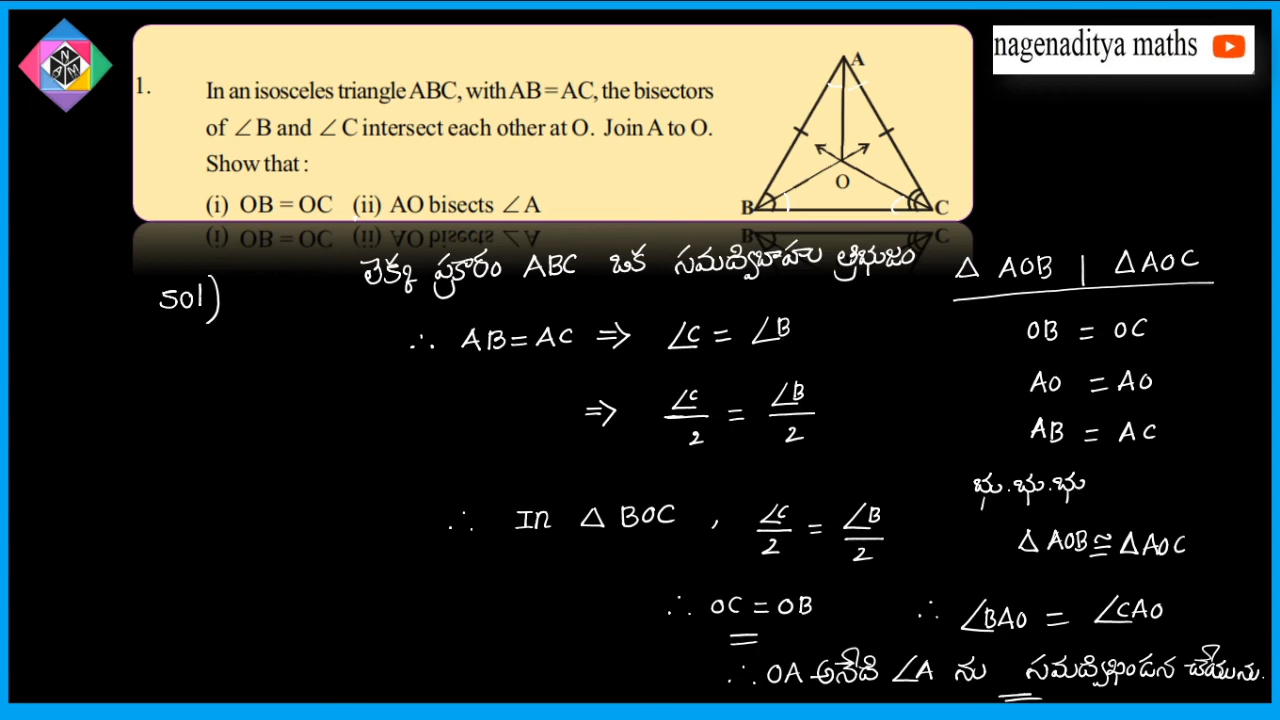 nagenaditya maths
N
A M
1. In an isosceles triangle ABC, with AB = AC, the bisectors
of ∠B and ∠C intersect each other at O. Join A to O.
Show that :
(i) OB = OC (ii) AO bisects ∠A
A
O
B C
sol)
లెక్క ప్రకారం ABC ఒక సమద్విబాహు త్రిభుజం
∴ AB = AC ⇒ ∠C = ∠B
⇒ ∠C/2 = ∠B/2
∴ In △ BOC , ∠C/2 = ∠B/2
∴ OC = OB
△ AOB | △ AOC
OB = OC
AO = AO
AB = AC
భు.భు.భు
△ AOB ≅ △ AOC
∴ ∠BAO = ∠CAO
∴ OA అనేది ∠A ను సమద్విఖండన చేయును.